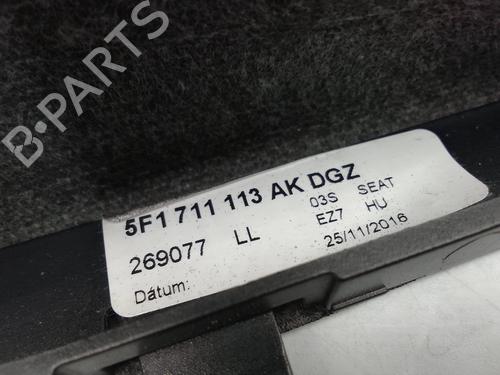 B-PARTS
5F1 711 113 AK DGZ
269077 LL 03S SEAT
EZ7 HU
Dátum: 25/11/2016